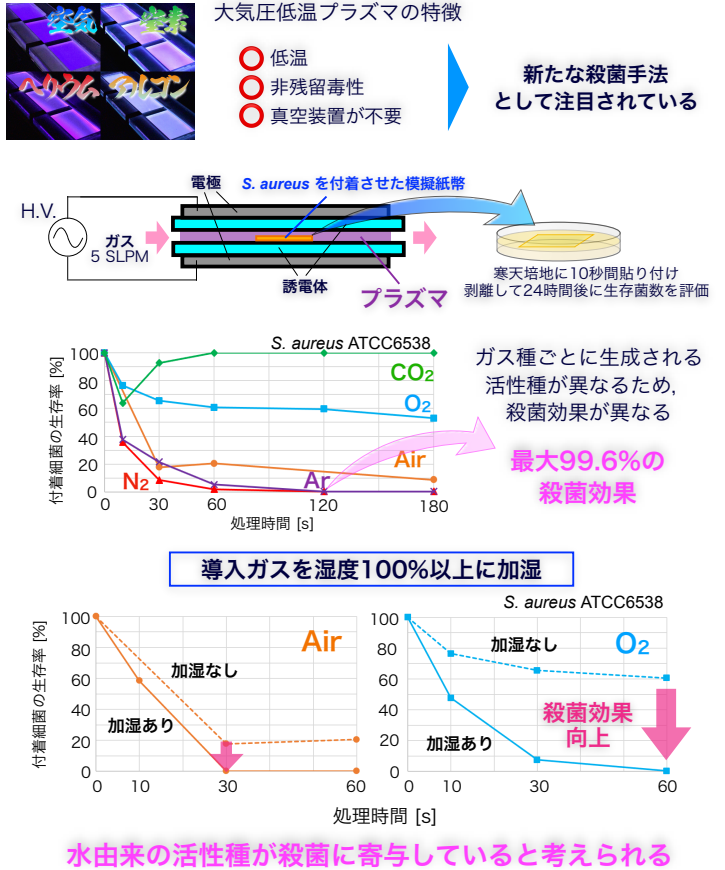 大気圧低温プラズマの特徴
空気
窒素
ヘリウム
アルゴン
低温
非残留毒性
真空装置が不要
新たな殺菌手法
として注目されている
電極
S. aureus を付着させた模擬紙幣
H.V.
ガス
5 SLPM
誘電体
プラズマ
寒天培地に10秒間貼り付け
剥離して24時間後に生存菌数を評価
S. aureus ATCC6538
付着細菌の生存率 [%]
100
80
60
40
20
0
CO2
O2
Air
N2
Ar
0 30 60 120 180
処理時間 [s]
ガス種ごとに生成される
活性種が異なるため,
殺菌効果が異なる
最大99.6%の
殺菌効果
導入ガスを湿度100%以上に加湿
S. aureus ATCC6538
付着細菌の生存率 [%]
100
80
60
40
20
0
Air
加湿なし
加湿あり
0 10 30 60
100
80
60
40
20
0
O2
加湿なし
加湿あり
殺菌効果
向上
0 10 30 60
処理時間 [s]
水由来の活性種が殺菌に寄与していると考えられる